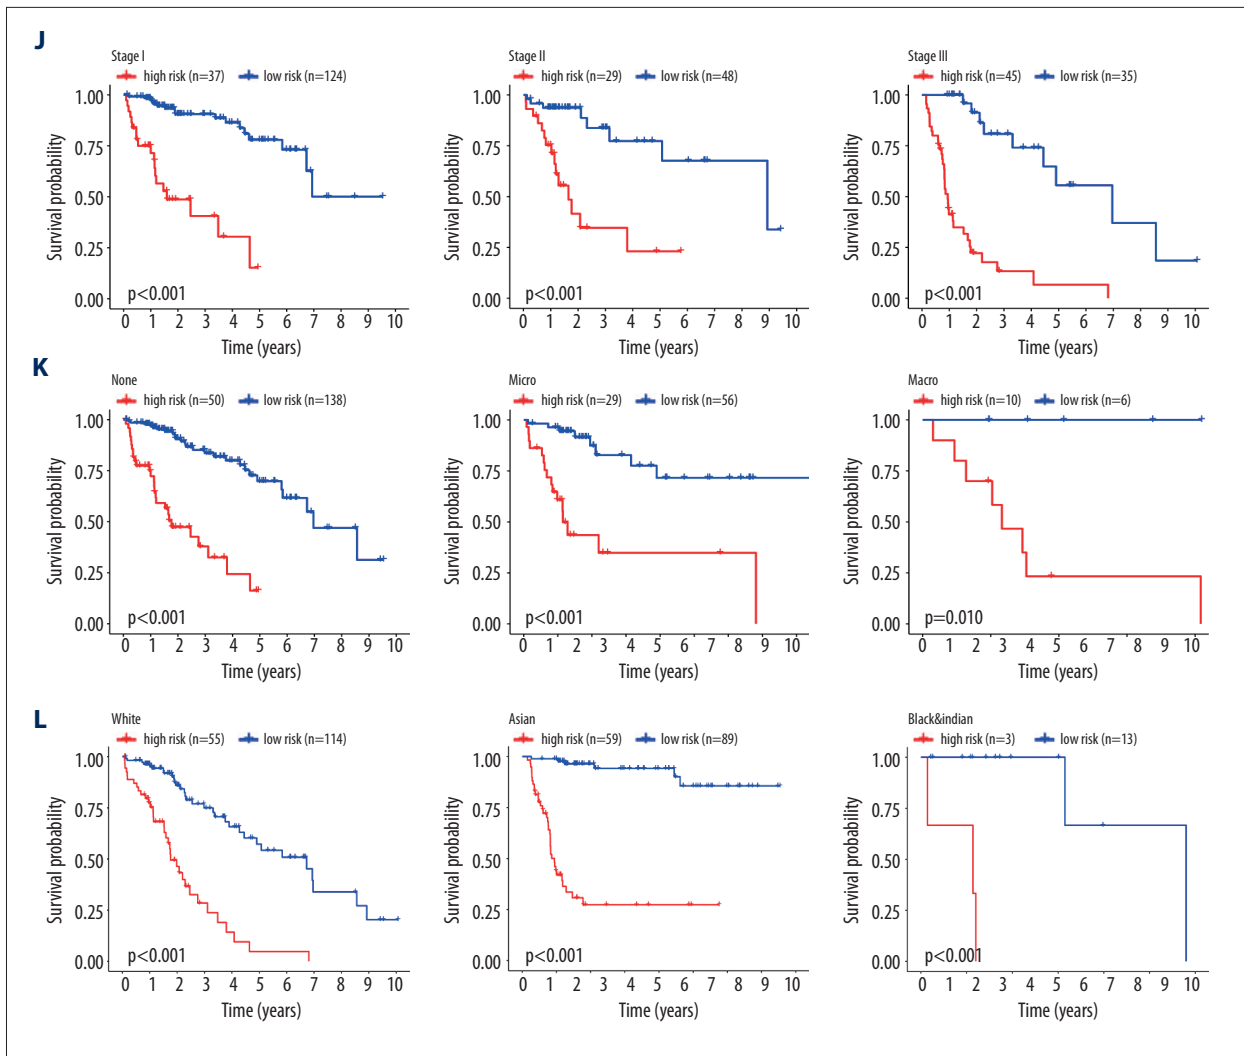 J
Stage I
high risk (n=37) low risk (n=124)
Survival probability
1.00
0.75
0.50
0.25
0.00
p<0.001
0 1 2 3 4 5 6 7 8 9 10
Time (years)
Stage II
high risk (n=29) low risk (n=48)
Survival probability
1.00
0.75
0.50
0.25
0.00
p<0.001
0 1 2 3 4 5 6 7 8 9 10
Time (years)
Stage III
high risk (n=45) low risk (n=35)
Survival probability
1.00
0.75
0.50
0.25
0.00
p<0.001
0 1 2 3 4 5 6 7 8 9 10
Time (years)
K
None
high risk (n=50) low risk (n=138)
Survival probability
1.00
0.75
0.50
0.25
0.00
p<0.001
0 1 2 3 4 5 6 7 8 9 10
Time (years)
Micro
high risk (n=29) low risk (n=56)
Survival probability
1.00
0.75
0.50
0.25
0.00
p<0.001
0 1 2 3 4 5 6 7 8 9 10
Time (years)
Macro
high risk (n=10) low risk (n=6)
Survival probability
1.00
0.75
0.50
0.25
0.00
p=0.010
0 1 2 3 4 5 6 7 8 9 10
Time (years)
L
White
high risk (n=55) low risk (n=114)
Survival probability
1.00
0.75
0.50
0.25
0.00
p<0.001
0 1 2 3 4 5 6 7 8 9 10
Time (years)
Asian
high risk (n=59) low risk (n=89)
Survival probability
1.00
0.75
0.50
0.25
0.00
p<0.001
0 1 2 3 4 5 6 7 8 9 10
Time (years)
Black&indian
high risk (n=3) low risk (n=13)
Survival probability
1.00
0.75
0.50
0.25
0.00
p<0.001
0 1 2 3 4 5 6 7 8 9 10
Time (years)